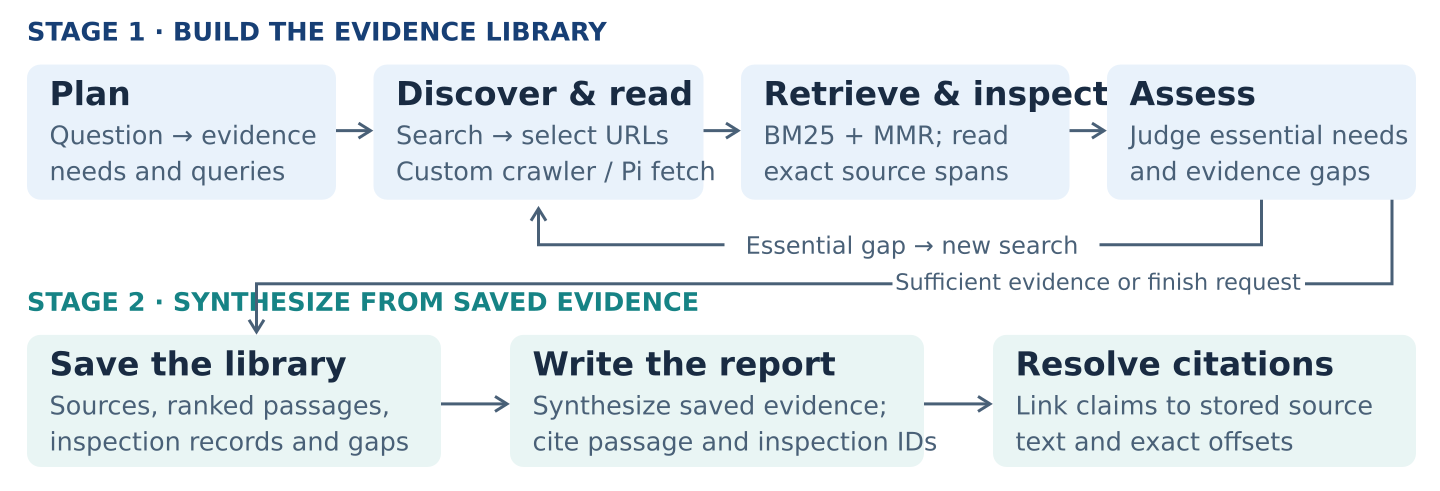 STAGE 1 · BUILD THE EVIDENCE LIBRARY
Plan
Question → evidence
needs and queries
Discover & read
Search → select URLs
Custom crawler / Pi fetch
Retrieve & inspect
BM25 + MMR; read
exact source spans
Assess
Judge essential needs
and evidence gaps
Essential gap → new search
Sufficient evidence or finish request
STAGE 2 · SYNTHESIZE FROM SAVED EVIDENCE
Save the library
Sources, ranked passages,
inspection records and gaps
Write the report
Synthesize saved evidence;
cite passage and inspection IDs
Resolve citations
Link claims to stored source
text and exact offsets